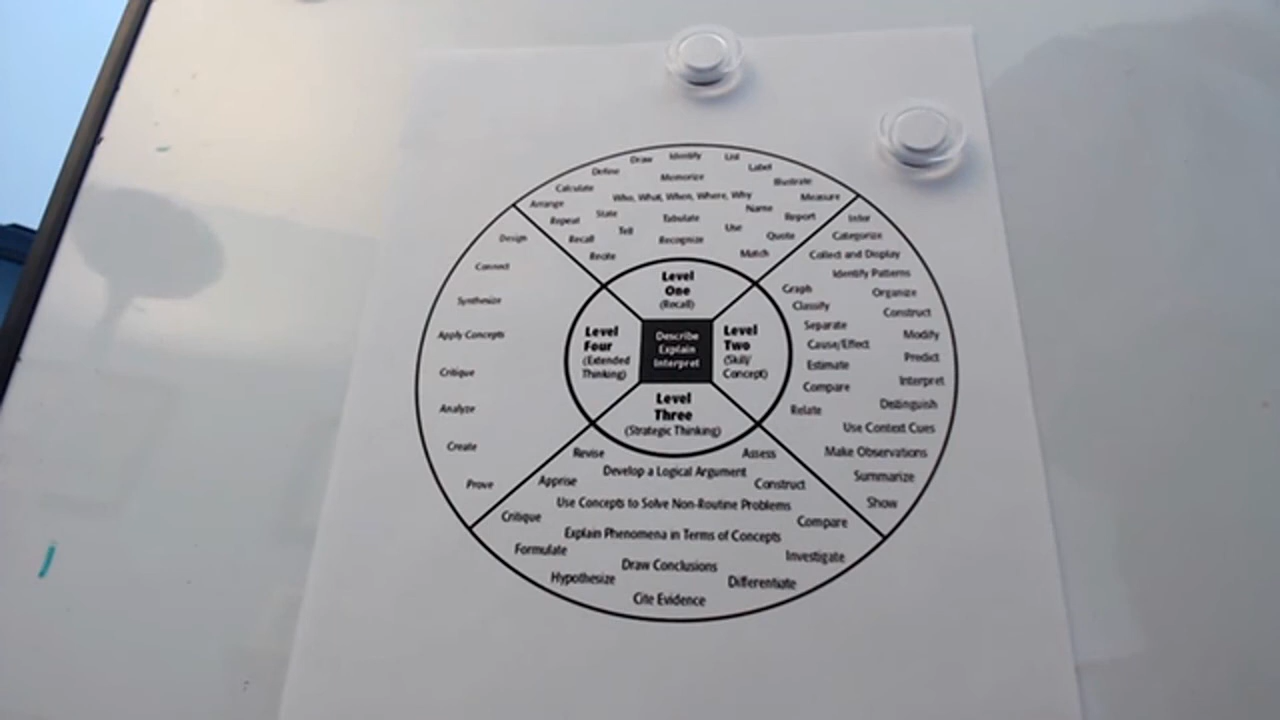 Draw Identify List
Define Memorize Label
Calculate Illustrate
Arrange Who, What, When, Where, Why Measure
Repeat State Tabulate Name Report
Tell Use
Recall Recognize Quote
Recite Match
Level
One
(Recall)
Infer
Categorize
Collect and Display
Identify Patterns
Graph Organize
Classify Construct
Separate Modify
Cause/Effect Predict
Estimate Interpret
Compare Distinguish
Relate Use Context Cues
Make Observations
Summarize
Show
Level
Two
(Skill/
Concept)
Describe
Explain
Interpret
Level
Four
(Extended
Thinking)
Design
Connect
Synthesize
Apply Concepts
Critique
Analyze
Create
Prove
Level
Three
(Strategic Thinking)
Revise Assess
Develop a Logical Argument
Apprise Construct
Use Concepts to Solve Non-Routine Problems
Critique Compare
Explain Phenomena in Terms of Concepts
Formulate Investigate
Draw Conclusions
Hypothesize Differentiate
Cite Evidence